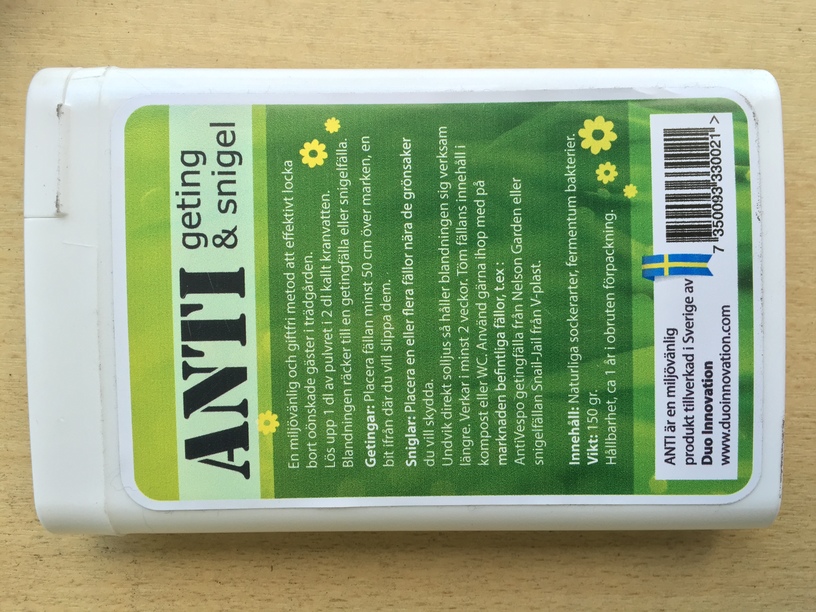 ANTI geting
& snigel
En miljövänlig och giftfri metod att effektivt locka
bort oönskade gäster i trädgården.
Lös upp 1 dl av pulvret i 2 dl kallt kranvatten.
Blandningen räcker till en getingfälla eller snigelfälla.
Getingar: Placera fällan minst 50 cm över marken, en
bit ifrån där du vill slippa dem.
Sniglar: Placera en eller flera fällor nära de grönsaker
du vill skydda.
Undvik direkt solljus så håller blandningen sig verksam
längre. Verkar i minst 2 veckor. Töm fällans innehåll i
kompost eller WC. Använd gärna ihop med på
marknaden befintliga fällor, t.ex :
AntiVespo getingfälla från Nelson Garden eller
snigelfällan Snail-Jail från V-plast.
Innehåll: Naturliga sockerarter, fermentum bakterier.
Vikt: 150 gr.
Hållbarhet, ca 1 år i obruten förpackning.
ANTI är en miljövänlig
produkt tillverkad i Sverige av
Duo Innovation
www.duoinnovation.com
7 350093 330021 >